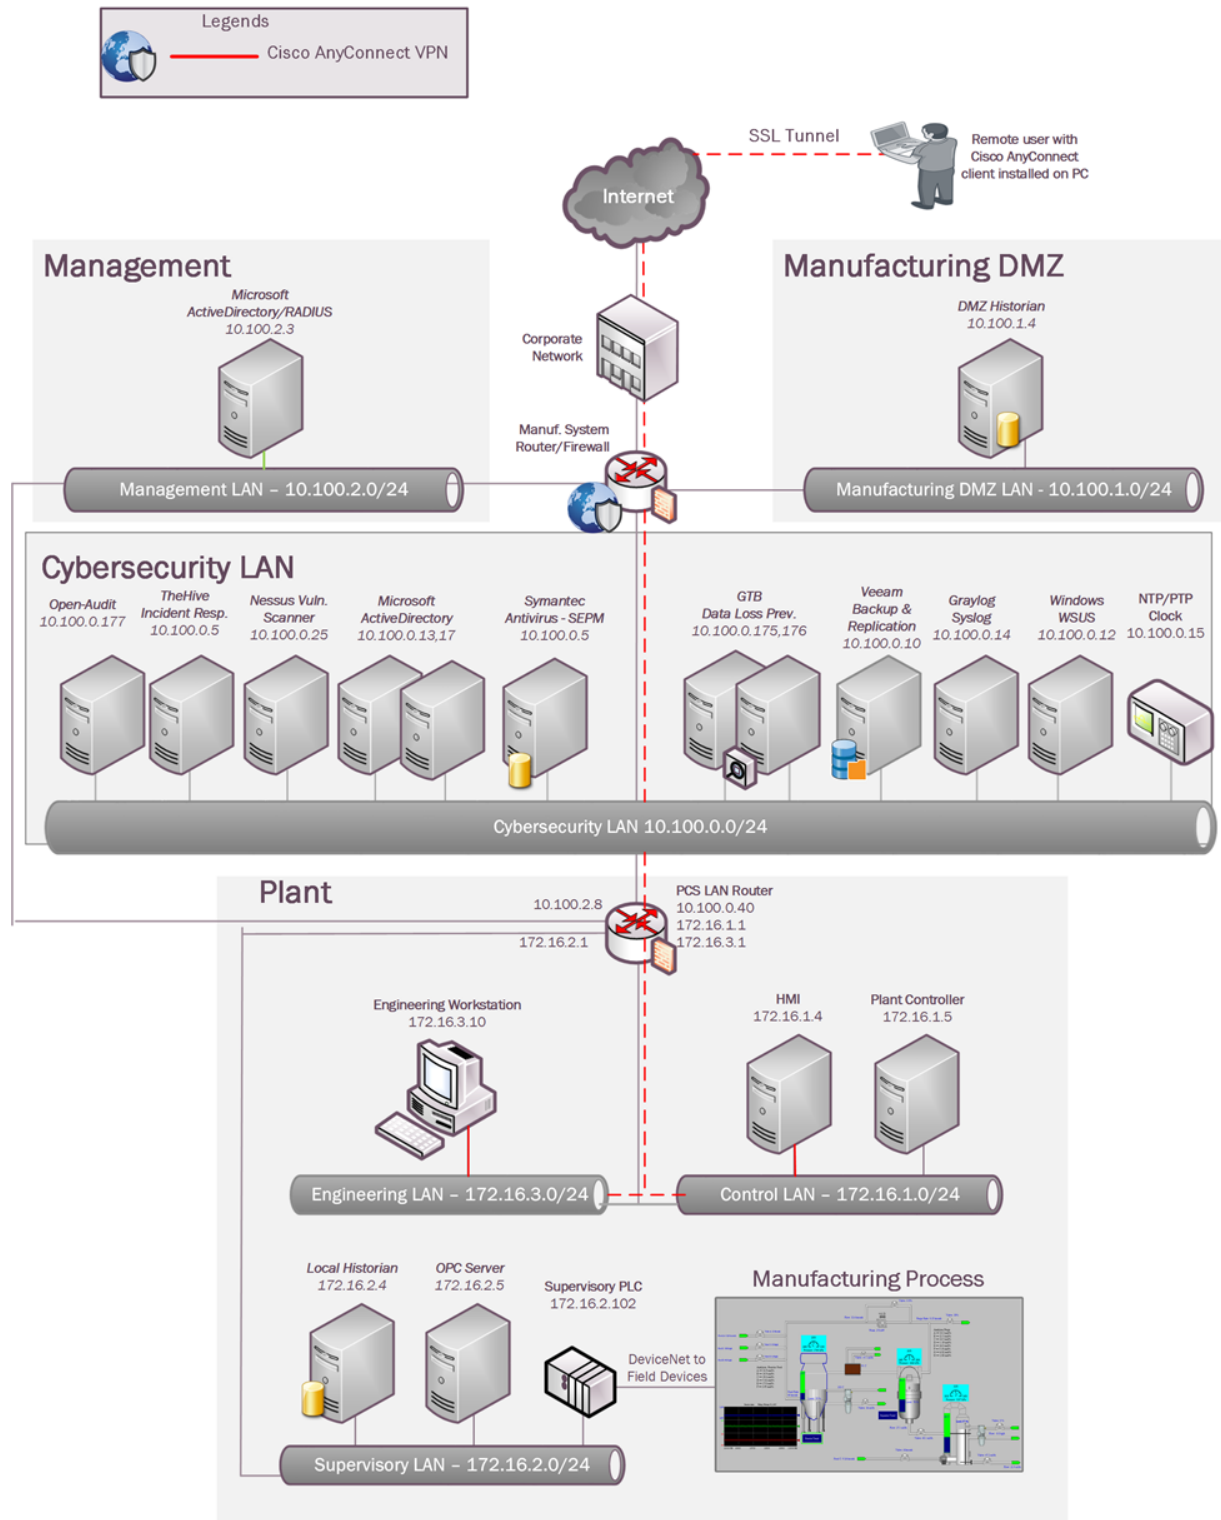 Legends
Cisco AnyConnect VPN
SSL Tunnel
Remote user with
Cisco AnyConnect
client installed on PC
Internet
Management
Microsoft
ActiveDirectory/RADIUS
10.100.2.3
Management LAN – 10.100.2.0/24
Corporate
Network
Manuf. System
Router/Firewall
Manufacturing DMZ
DMZ Historian
10.100.1.4
Manufacturing DMZ LAN - 10.100.1.0/24
Cybersecurity LAN
Open-Audit
10.100.0.177
TheHive
Incident Resp.
10.100.0.5
Nessus Vuln.
Scanner
10.100.0.25
Microsoft
ActiveDirectory
10.100.0.13,17
Symantec
Antivirus - SEPM
10.100.0.5
GTB
Data Loss Prev.
10.100.0.175,176
Veeam
Backup &
Replication
10.100.0.10
Graylog
Syslog
10.100.0.14
Windows
WSUS
10.100.0.12
NTP/PTP
Clock
10.100.0.15
Cybersecurity LAN 10.100.0.0/24
Plant
10.100.2.8
172.16.2.1
PCS LAN Router
10.100.0.40
172.16.1.1
172.16.3.1
Engineering Workstation
172.16.3.10
HMI
172.16.1.4
Plant Controller
172.16.1.5
Engineering LAN – 172.16.3.0/24
Control LAN – 172.16.1.0/24
Local Historian
172.16.2.4
OPC Server
172.16.2.5
Supervisory PLC
172.16.2.102
DeviceNet to
Field Devices
Manufacturing Process
Supervisory LAN – 172.16.2.0/24